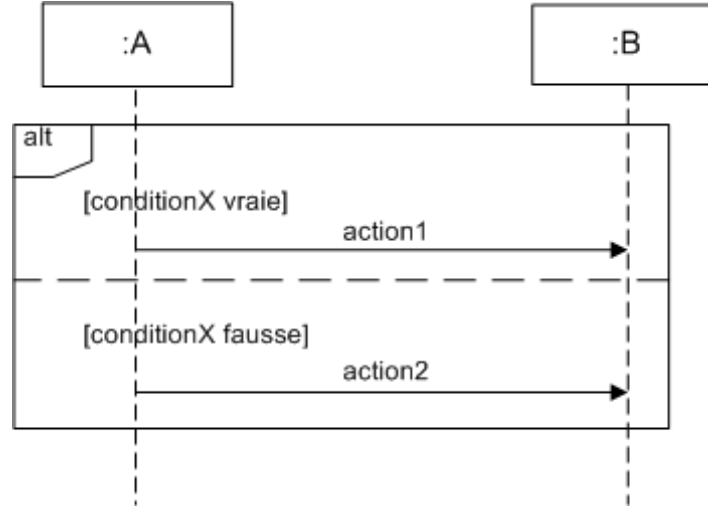 :A
:B
alt
[conditionX vraie]
action1
[conditionX fausse]
action2